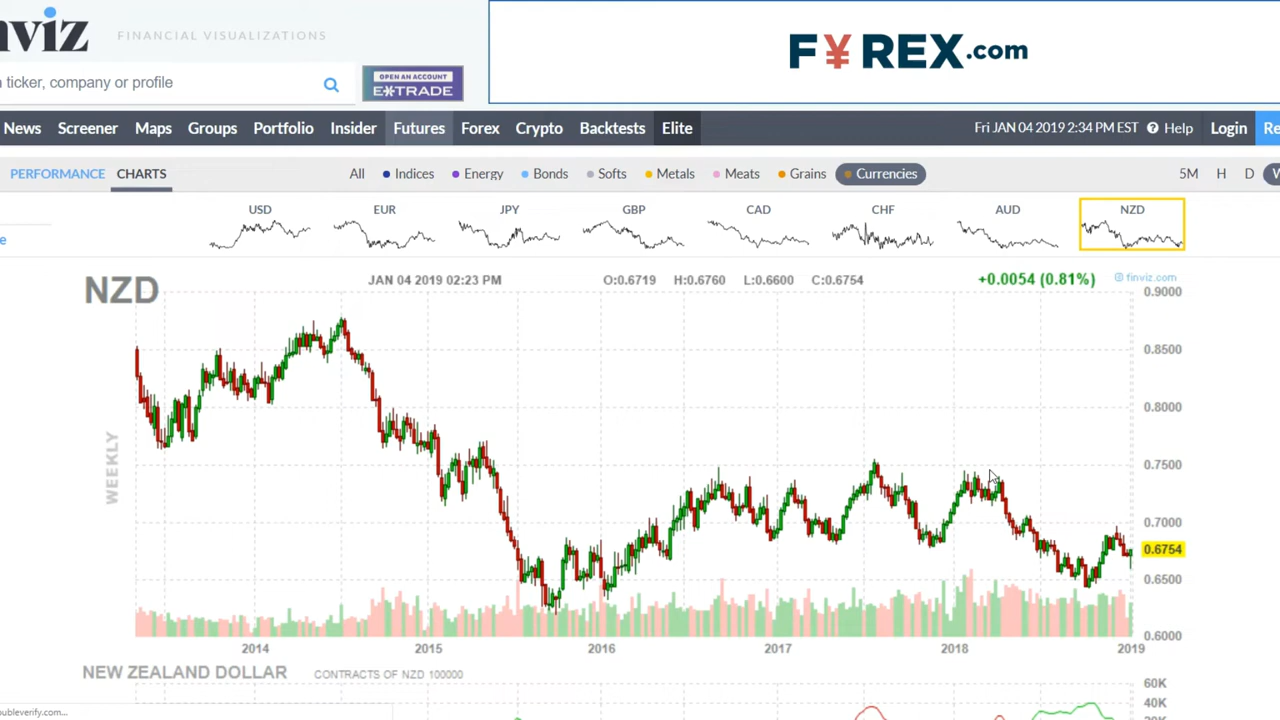 nviz FINANCIAL VISUALIZATIONS
F¥REX.com
ticker, company or profile
OPEN AN ACCOUNT
E*TRADE
News Screener Maps Groups Portfolio Insider Futures Forex Crypto Backtests Elite Fri JAN 04 2019 2:34 PM EST Help Login Re
PERFORMANCE CHARTS All Indices Energy Bonds Softs Metals Meats Grains Currencies 5M H D W
USD EUR JPY GBP CAD CHF AUD NZD
e
NZD JAN 04 2019 02:23 PM O:0.6719 H:0.6760 L:0.6600 C:0.6754 +0.0054 (0.81%) finviz.com
0.9000
0.8500
0.8000
0.7500
0.7000
0.6754
0.6500
0.6000
WEEKLY
2014 2015 2016 2017 2018 2019
NEW ZEALAND DOLLAR CONTRACTS OF NZD 100000
60K
40K
oubleverify.com...